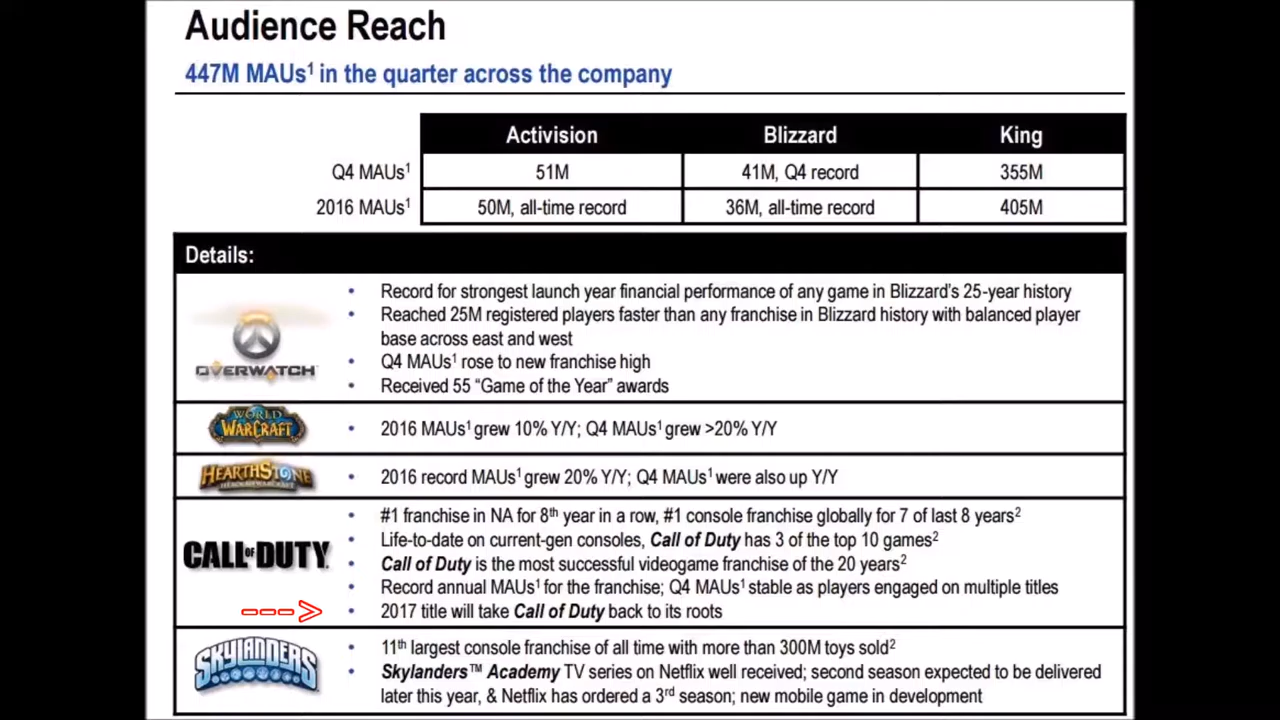 Audience Reach
447M MAUs¹ in the quarter across the company
Activision Blizzard King
Q4 MAUs¹ 51M 41M, Q4 record 355M
2016 MAUs¹ 50M, all-time record 36M, all-time record 405M
Details:
• Record for strongest launch year financial performance of any game in Blizzard's 25-year history
• Reached 25M registered players faster than any franchise in Blizzard history with balanced player
base across east and west
• Q4 MAUs¹ rose to new franchise high
OVERWATCH
• Received 55 “Game of the Year” awards
WORLD
WARCRAFT
• 2016 MAUs¹ grew 10% Y/Y; Q4 MAUs¹ grew >20% Y/Y
HEARTHSTONE
HEROES OF WARCRAFT
• 2016 record MAUs¹ grew 20% Y/Y; Q4 MAUs¹ were also up Y/Y
• #1 franchise in NA for 8th year in a row, #1 console franchise globally for 7 of last 8 years²
• Life-to-date on current-gen consoles, Call of Duty has 3 of the top 10 games²
CALL OF DUTY
• Call of Duty is the most successful videogame franchise of the 20 years²
• Record annual MAUs¹ for the franchise; Q4 MAUs¹ stable as players engaged on multiple titles
--->
• 2017 title will take Call of Duty back to its roots
SKYLANDERS
• 11th largest console franchise of all time with more than 300M toys sold²
• Skylanders™ Academy TV series on Netflix well received; second season expected to be delivered
later this year, & Netflix has ordered a 3rd season; new mobile game in development